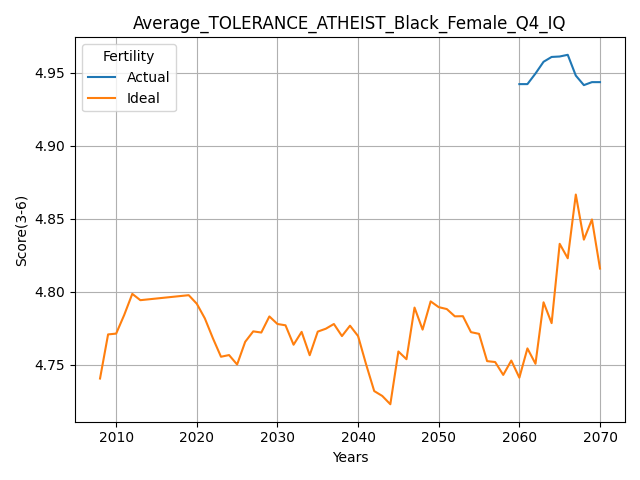 Average_TOLERANCE_ATHEIST_Black_Female_Q4_IQ
Fertility
Actual
Ideal
4.95
4.90
4.85
4.80
4.75
Score(3-6)
2010 2020 2030 2040 2050 2060 2070
Years